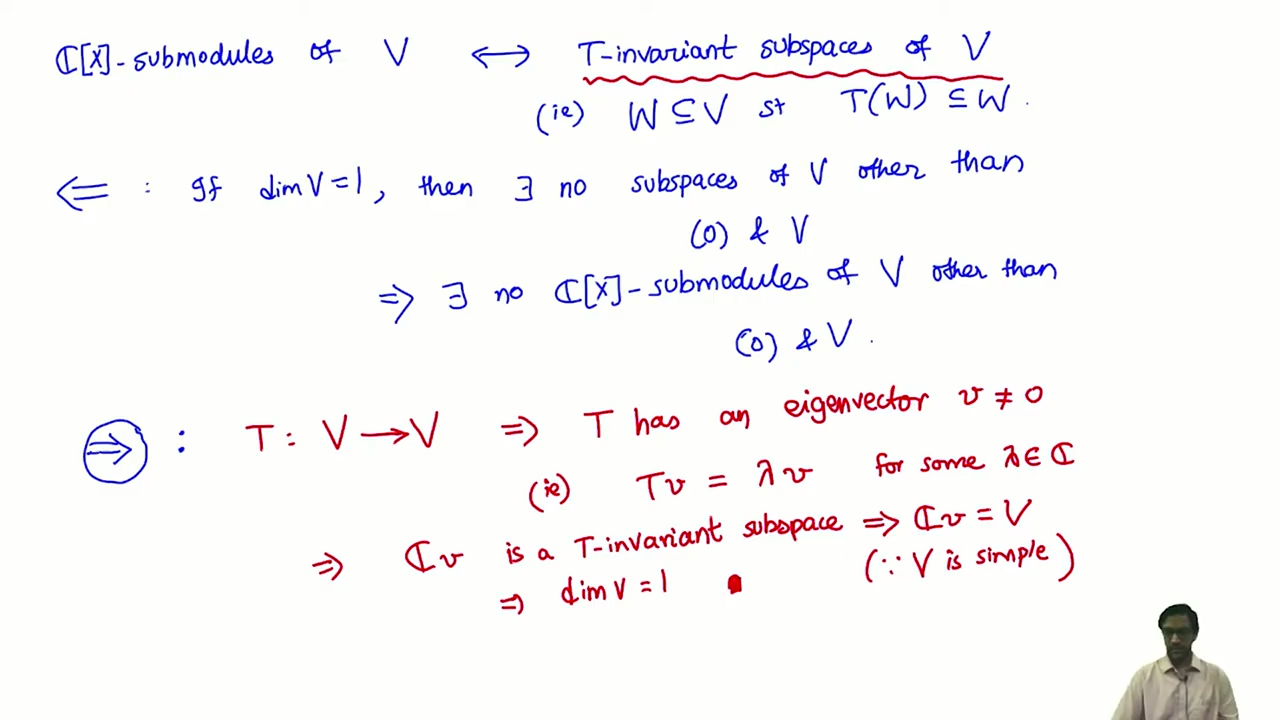 ℂ[X]-submodules of V ⟷ T-invariant subspaces of V
(ie) W ⊆ V st T(W) ⊆ W.
⟸ : If dim V = 1, then ∃ no subspaces of V other than
(0) & V
⇒ ∃ no ℂ[X]-submodules of V other than
(0) & V.
⟹ : T : V ⟶ V ⇒ T has an eigenvector v ≠ 0
(ie) Tv = λv for some λ ∈ ℂ
⇒ ℂv is a T-invariant subspace ⇒ ℂv = V
(∵ V is simple)
⇒ dim V = 1 ∎